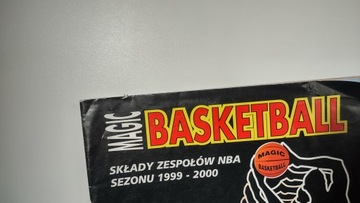 MAGIC
BASKETBALL
SKŁADY ZESPOŁÓW NBA
SEZONU 1999 - 2000
MAGIC
BASKETBALL